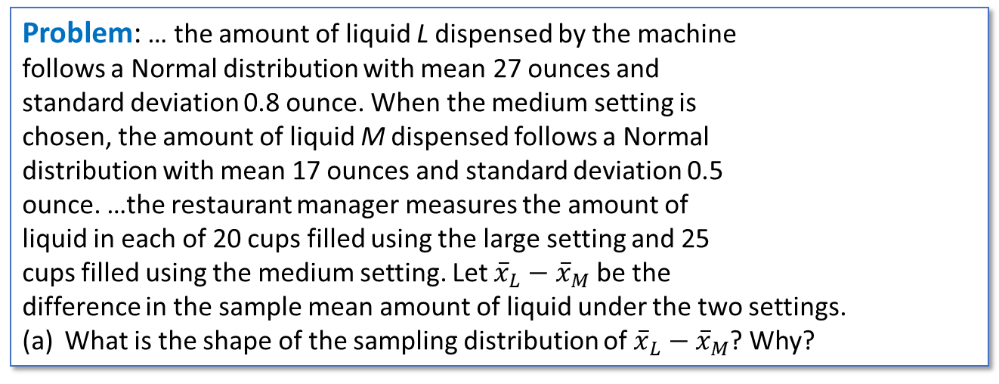 Problem: … the amount of liquid L dispensed by the machine
follows a Normal distribution with mean 27 ounces and
standard deviation 0.8 ounce. When the medium setting is
chosen, the amount of liquid M dispensed follows a Normal
distribution with mean 17 ounces and standard deviation 0.5
ounce. …the restaurant manager measures the amount of
liquid in each of 20 cups filled using the large setting and 25
cups filled using the medium setting. Let x̄_L − x̄_M be the
difference in the sample mean amount of liquid under the two settings.
(a) What is the shape of the sampling distribution of x̄_L − x̄_M? Why?